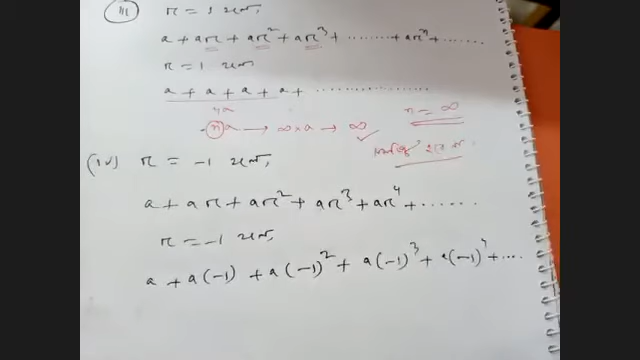 (iii) r = 1 হলে,
a + ar + ar² + ar³ + ........ + arⁿ + ......
r = 1 হলে
a + a + a + a + ..................
na
n = ∞
na → ∞ × a → ∞
(iv) r = -1 হলে,
a + ar + ar² + ar³ + ar⁴ + ......
r = -1 হলে,
a + a(-1) + a(-1)² + a(-1)³ + a(-1)⁴ + ....